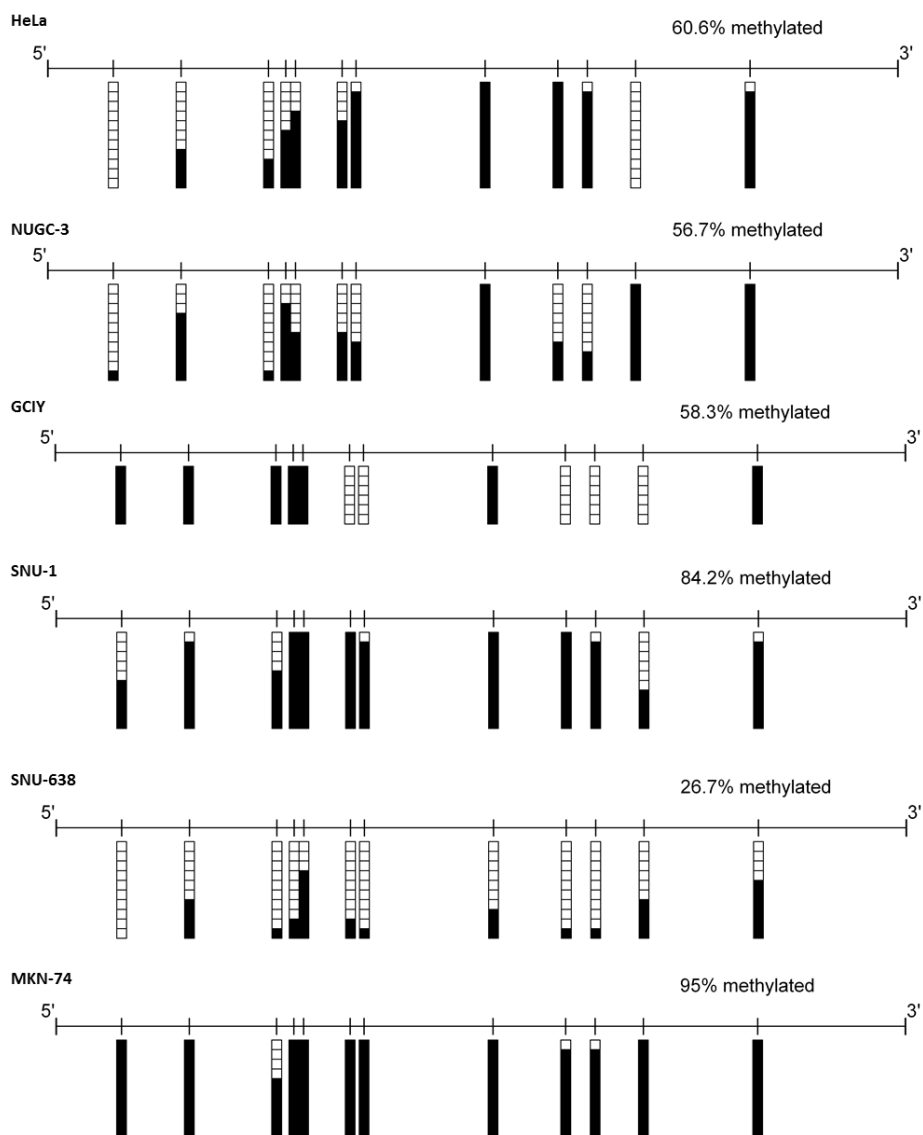 HeLa
60.6% methylated
5' 3'
NUGC-3
56.7% methylated
5' 3'
GCIY
58.3% methylated
5' 3'
SNU-1
84.2% methylated
5' 3'
SNU-638
26.7% methylated
5' 3'
MKN-74
95% methylated
5' 3'